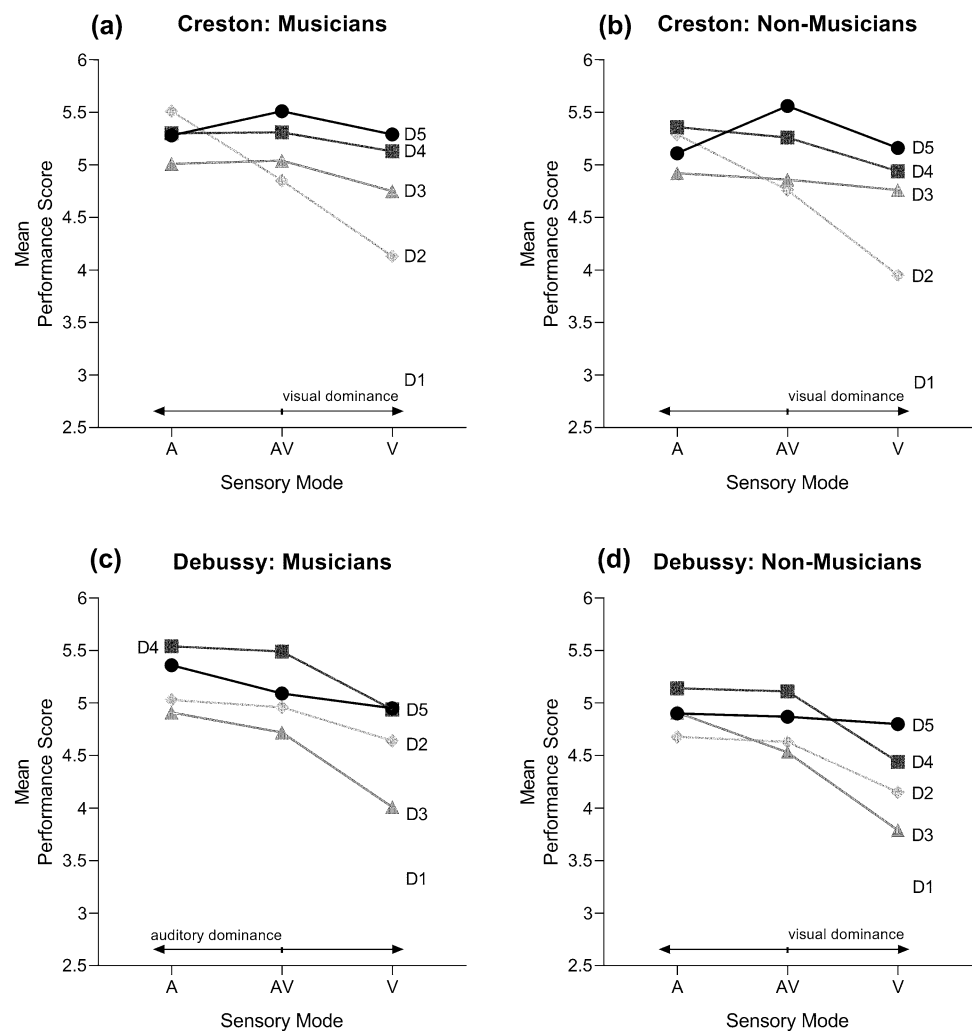 (a) Creston: Musicians
6
5.5
5
4.5
4
3.5
3
2.5
Mean
Performance Score
D5
D4
D3
D2
D1
visual dominance
A AV V
Sensory Mode
(b) Creston: Non-Musicians
6
5.5
5
4.5
4
3.5
3
2.5
Mean
Performance Score
D5
D4
D3
D2
D1
visual dominance
A AV V
Sensory Mode
(c) Debussy: Musicians
6
5.5
5
4.5
4
3.5
3
2.5
Mean
Performance Score
D4
D5
D2
D3
D1
auditory dominance
A AV V
Sensory Mode
(d) Debussy: Non-Musicians
6
5.5
5
4.5
4
3.5
3
2.5
Mean
Performance Score
D5
D4
D2
D3
D1
visual dominance
A AV V
Sensory Mode